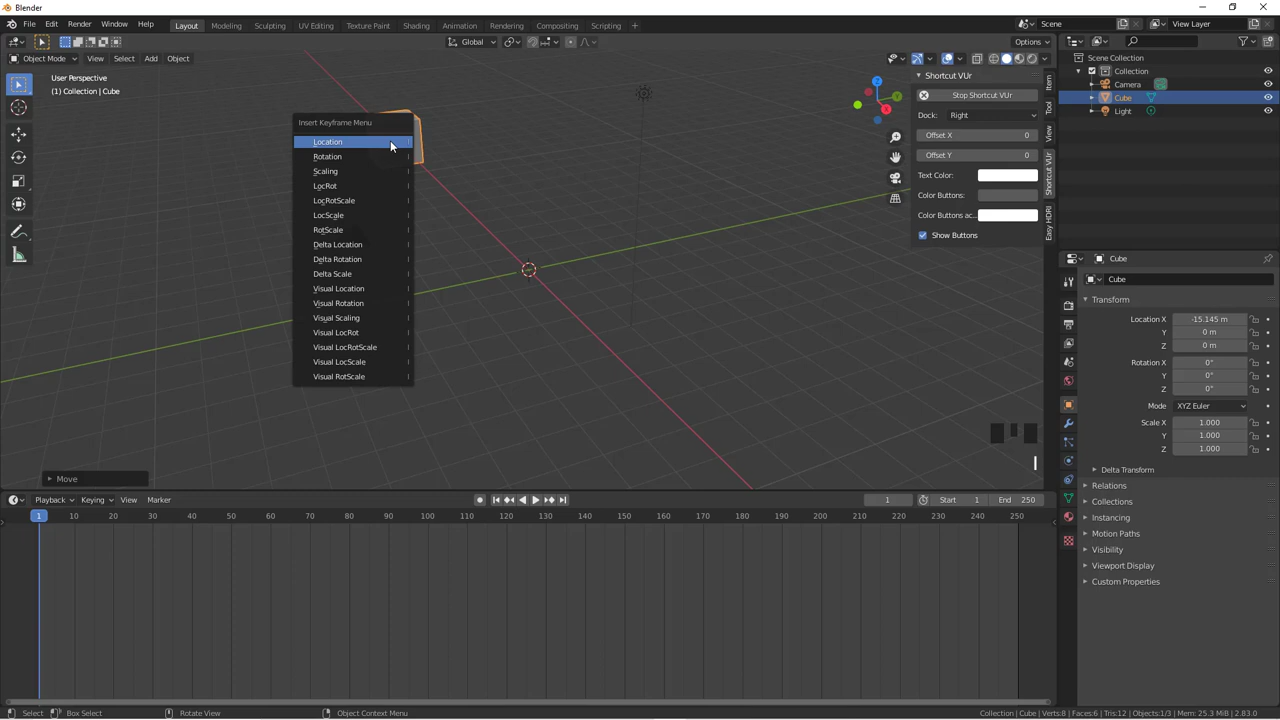 Blender
File Edit Render Window Help Layout Modeling Sculpting UV Editing Texture Paint Shading Animation Rendering Compositing Scripting + Scene View Layer
Global Options
Object Mode View Select Add Object
User Perspective
(1) Collection | Cube
Insert Keyframe Menu
Location I
Rotation I
Scaling I
LocRot I
LocRotScale I
LocScale I
RotScale I
Delta Location I
Delta Rotation I
Delta Scale I
Visual Location I
Visual Rotation I
Visual Scaling I
Visual LocRot I
Visual LocRotScale I
Visual LocScale I
Visual RotScale I
Z
Y
X
Shortcut VUr
Stop Shortcut VUr
Dock: Right
Offset X 0
Offset Y 0
Text Color:
Color Buttons:
Color Buttons ac..
Show Buttons
Item
Tool
View
Shortcut VUr
Easy HDRI
I
Move
Scene Collection
Collection
Camera
Cube
Light
Cube
Cube
Transform
Location X -15.145 m
Y 0 m
Z 0 m
Rotation X 0°
Y 0°
Z 0°
Mode XYZ Euler
Scale X 1.000
Y 1.000
Z 1.000
Delta Transform
Relations
Collections
Instancing
Motion Paths
Visibility
Viewport Display
Custom Properties
Playback Keying View Marker 1 Start 1 End 250
1 10 20 30 40 50 60 70 80 90 100 110 120 130 140 150 160 170 180 190 200 210 220 230 240 250
Select Box Select Rotate View Object Context Menu Collection | Cube | Verts:8 | Faces:6 | Tris:12 | Objects:1/3 | Mem: 25.3 MiB | 2.83.0